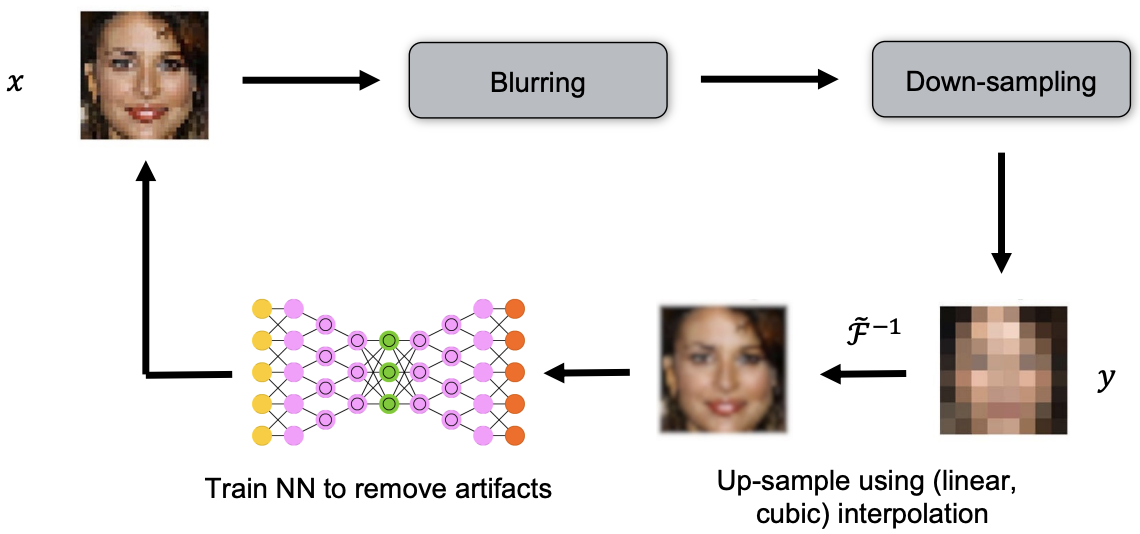 x
Blurring
Down-sampling
$\tilde{\mathcal{F}}^{-1}$
y
Train NN to remove artifacts
Up-sample using (linear,
cubic) interpolation